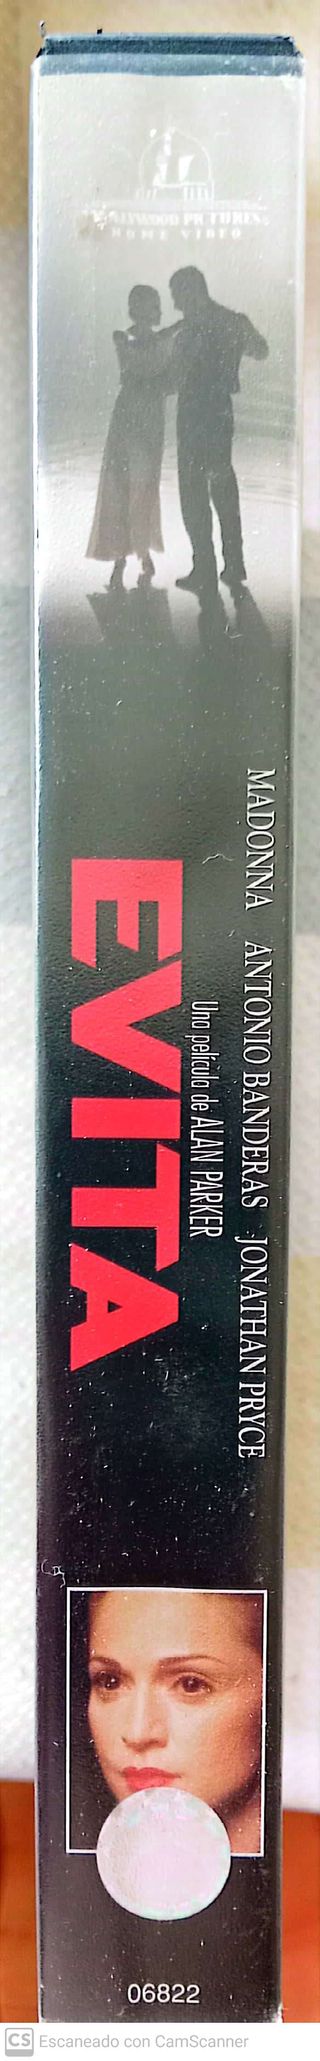 HOLLYWOOD PICTURES
HOME VIDEO
MADONNA ANTONIO BANDERAS JONATHAN PRYCE
Una película de ALAN PARKER
EVITA
06822
CS Escaneado con CamScanner